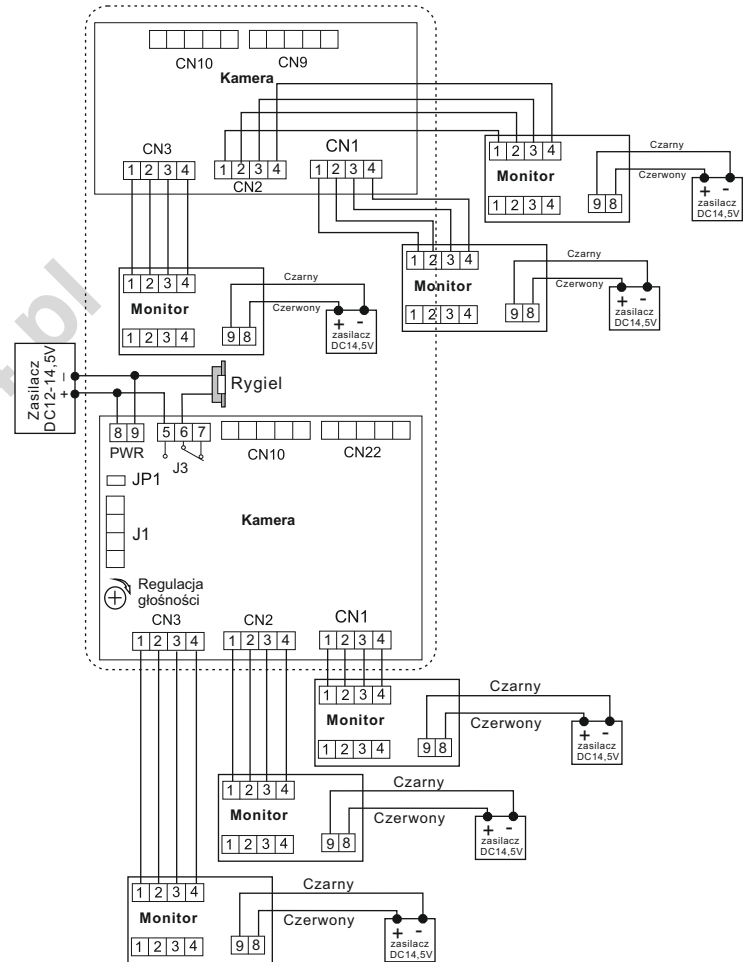 CN10 CN9
Kamera
CN3 CN1
1 2 3 4 1 2 3 4 1 2 3 4
CN2
1 2 3 4
Monitor
1 2 3 4 9 8
Czarny
Czerwony
+ -
zasilacz
DC14,5V
1 2 3 4
Monitor
1 2 3 4 9 8
Czarny
Czerwony
+ -
zasilacz
DC14,5V
1 2 3 4
Monitor
1 2 3 4 9 8
Czarny
Czerwony
+ -
zasilacz
DC14,5V
Zasilacz
DC12-14,5V
+ –
Rygiel
8 9 5 6 7
PWR J3
CN10 CN22
JP1
J1
Kamera
Regulacja
głośności
CN3 CN2 CN1
1 2 3 4 1 2 3 4 1 2 3 4
1 2 3 4
Monitor
1 2 3 4 9 8
Czarny
Czerwony
+ -
zasilacz
DC14,5V
1 2 3 4
Monitor
1 2 3 4 9 8
Czarny
Czerwony
+ -
zasilacz
DC14,5V
1 2 3 4
Monitor
1 2 3 4 9 8
Czarny
Czerwony
+ -
zasilacz
DC14,5V
.pl